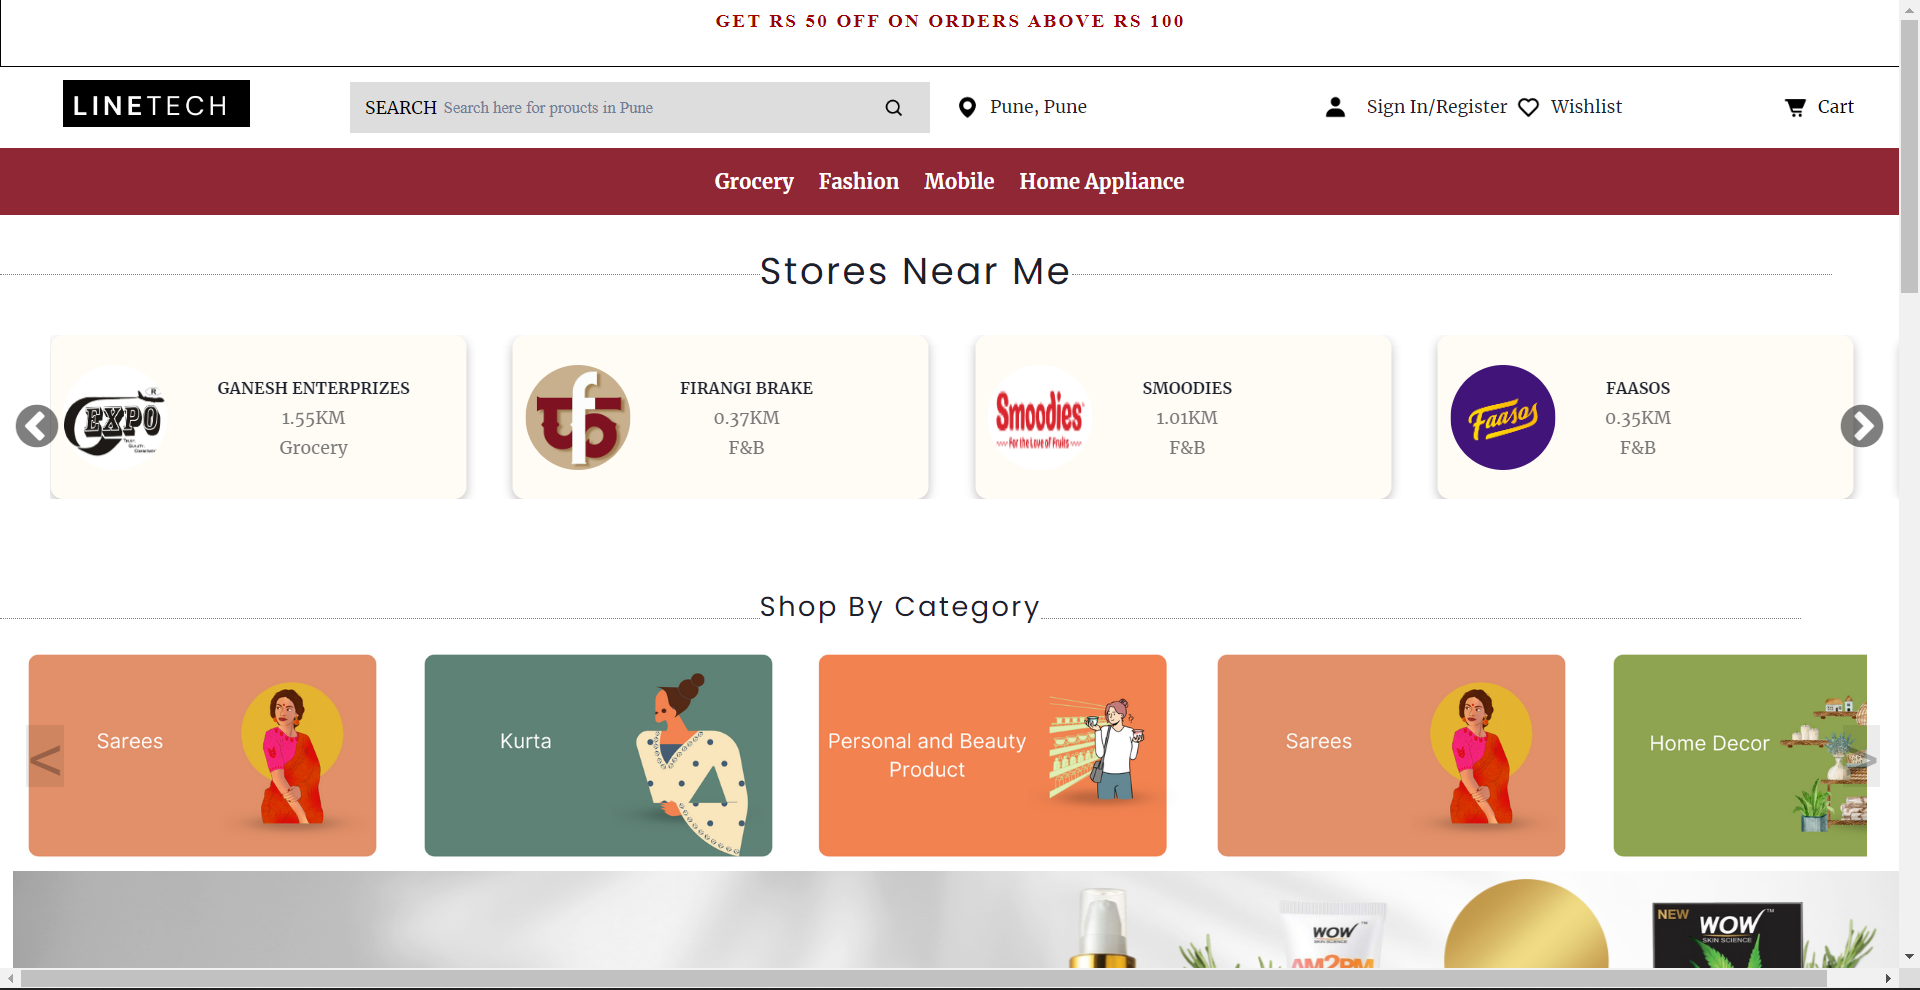 GET RS 50 OFF ON ORDERS ABOVE RS 100
LINETECH
SEARCH Search here for proucts in Pune
Pune, Pune
Sign In/Register
Wishlist
Cart
Grocery Fashion Mobile Home Appliance
Stores Near Me
EXPO
R
GANESH ENTERPRIZES
1.55KM
Grocery
FIRANGI BRAKE
0.37KM
F&B
Smoodies
For the Love of Fruits
SMOODIES
1.01KM
F&B
Faasos
FAASOS
0.35KM
F&B
Shop By Category
<
Sarees
Kurta
Personal and Beauty
Product
Sarees
Home Decor
>
WOW
SKIN SCIENCE
AM2PM
NEW
WOW™
SKIN SCIENCE